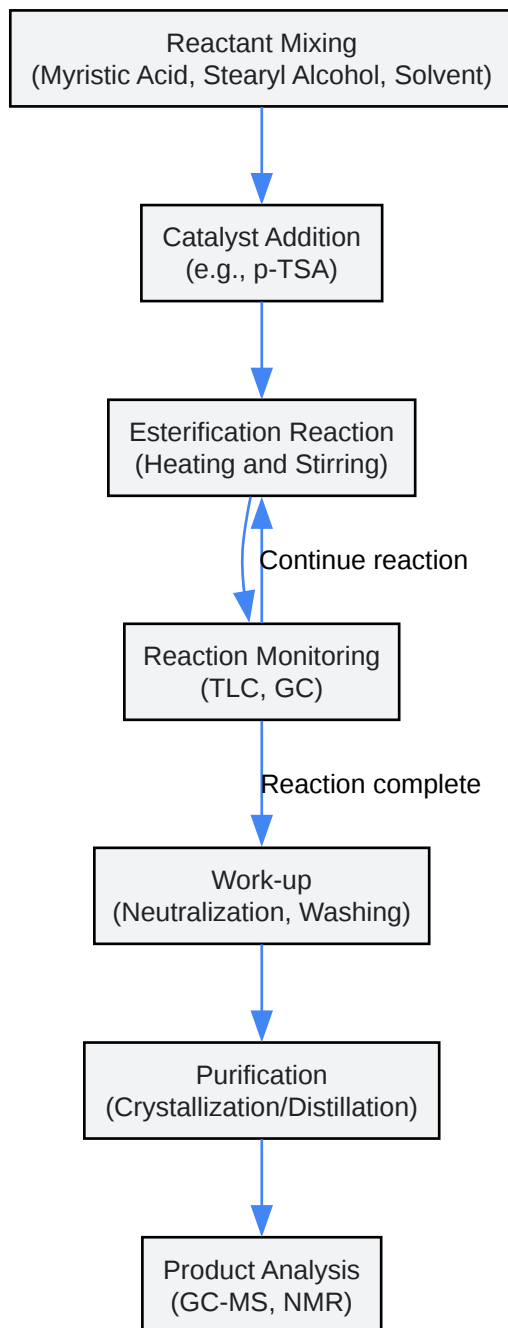 Reactant Mixing
(Myristic Acid, Stearyl Alcohol, Solvent)
Catalyst Addition
(e.g., p-TSA)
Esterification Reaction
(Heating and Stirring)
Continue reaction
Reaction Monitoring
(TLC, GC)
Reaction complete
Work-up
(Neutralization, Washing)
Purification
(Crystallization/Distillation)
Product Analysis
(GC-MS, NMR)